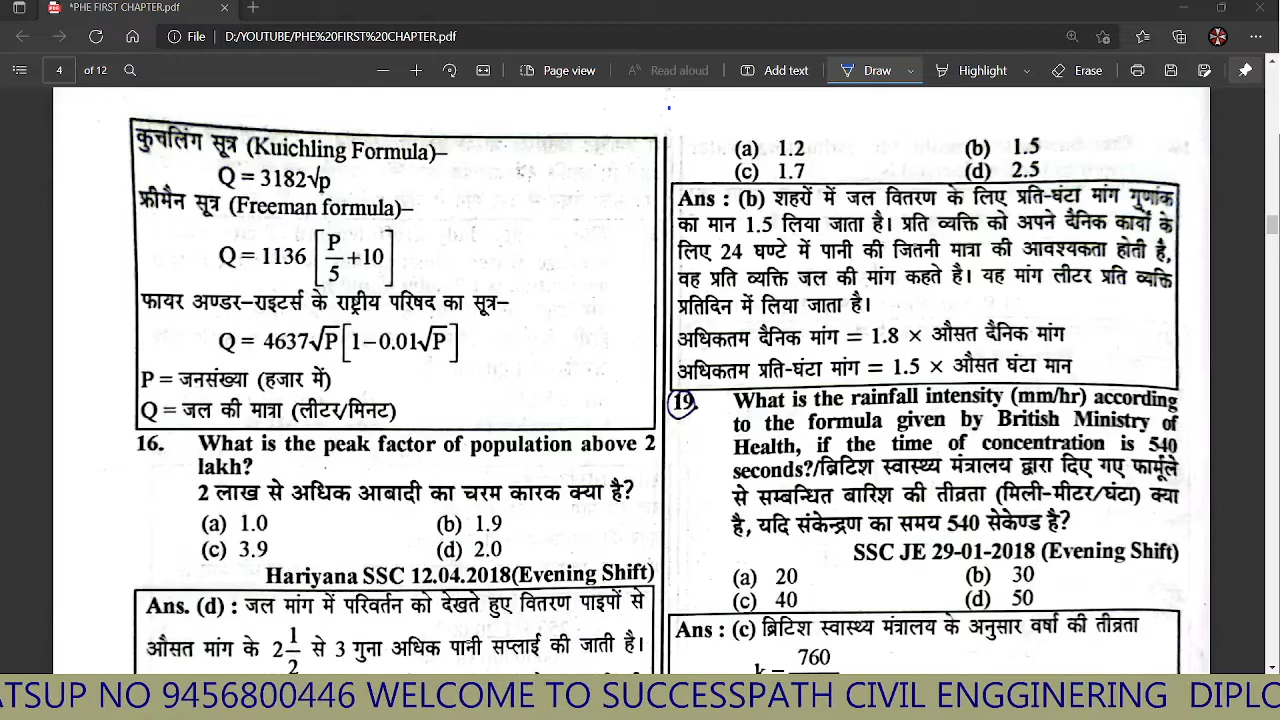 *PHE FIRST CHAPTER.pdf
File D:/YOUTUBE/PHE%20FIRST%20CHAPTER.pdf
4 of 12 Page view Read aloud Add text Draw Highlight Erase
कुचलिंग सूत्र (Kuichling Formula)–
Q = 3182√p
फ्रीमैन सूत्र (Freeman formula)–
Q = 1136 [P/5 +10]
फायर अण्डर–राइटर्स के राष्ट्रीय परिषद का सूत्र–
Q = 4637√P [1–0.01√P]
P = जनसंख्या (हजार में)
Q = जल की मात्रा (लीटर/मिनट)
16. What is the peak factor of population above 2
lakh?
2 लाख से अधिक आबादी का चरम कारक क्या है?
(a) 1.0 (b) 1.9
(c) 3.9 (d) 2.0
Hariyana SSC 12.04.2018(Evening Shift)
Ans. (d) : जल मांग में परिवर्तन को देखते हुए वितरण पाइपों से
औसत मांग के 2 1/2 से 3 गुना अधिक पानी सप्लाई की जाती है।
(a) 1.2 (b) 1.5
(c) 1.7 (d) 2.5
Ans : (b) शहरों में जल वितरण के लिए प्रति-घंटा मांग गुणांक
का मान 1.5 लिया जाता है। प्रति व्यक्ति को अपने दैनिक कार्यो के
लिए 24 घण्टे में पानी की जितनी मात्रा की आवश्यकता होती है,
वह प्रति व्यक्ति जल की मांग कहते है। यह मांग लीटर प्रति व्यक्ति
प्रतिदिन में लिया जाता है।
अधिकतम दैनिक मांग = 1.8 × औसत दैनिक मांग
अधिकतम प्रति-घंटा मांग = 1.5 × औसत घंटा मान
19. What is the rainfall intensity (mm/hr) according
to the formula given by British Ministry of
Health, if the time of concentration is 540
seconds?/ब्रिटिश स्वास्थ्य मंत्रालय द्वारा दिए गए फार्मूले
से सम्बन्धित बारिश की तीव्रता (मिली-मीटर/घंटा) क्या
है, यदि संकेन्द्रण का समय 540 सेकेण्ड है?
SSC JE 29-01-2018 (Evening Shift)
(a) 20 (b) 30
(c) 40 (d) 50
Ans : (c) ब्रिटिश स्वास्थ्य मंत्रालय के अनुसार वर्षा की तीव्रता
760
ATSUP NO 9456800446 WELCOME TO SUCCESSPATH CIVIL ENGGINERING DIPLO